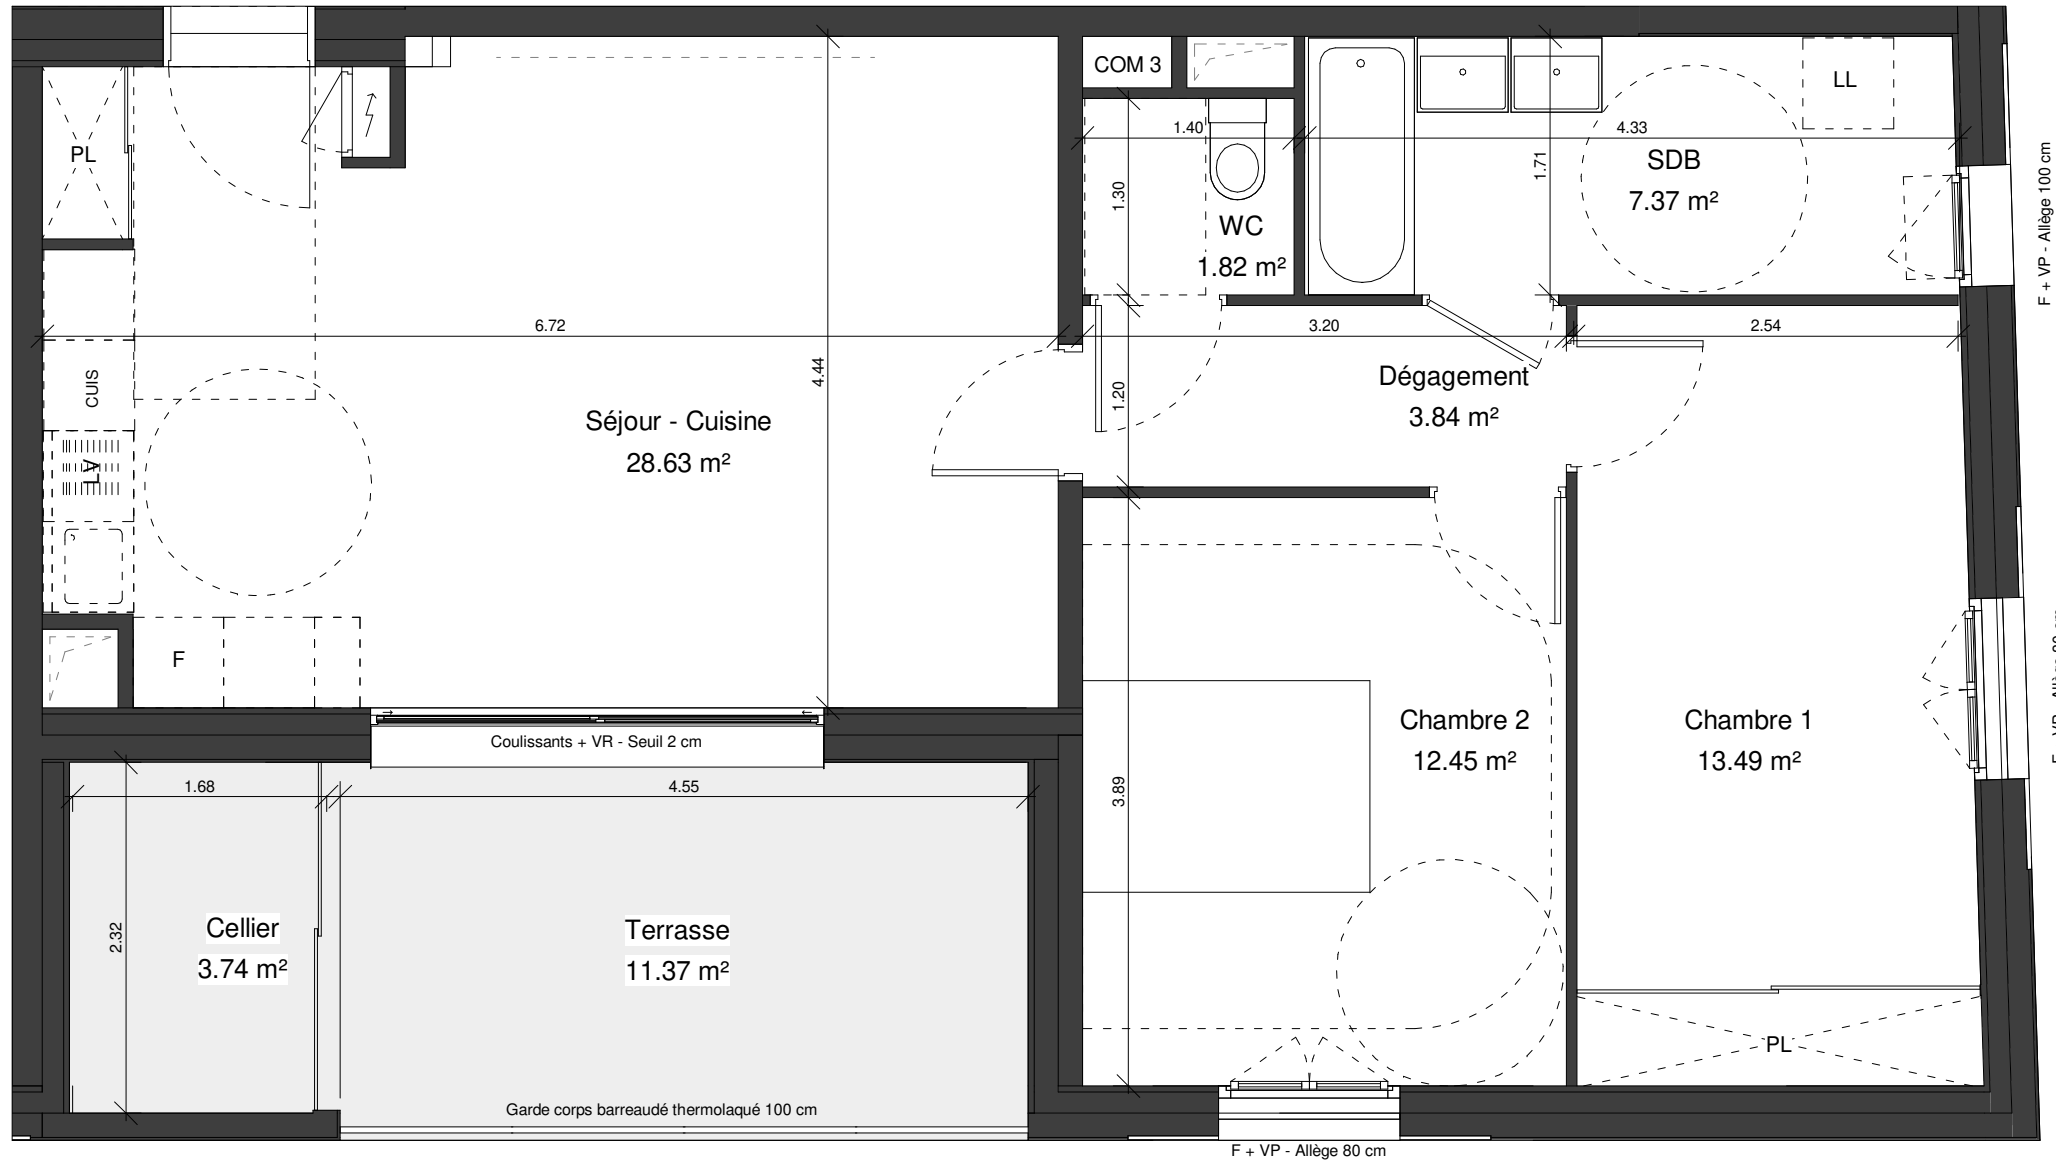 COM 3
LL
PL
1.40
4.33
SDB
7.37 m²
1.71
1.30
WC
1.82 m²
F + VP - Allège 100 cm
6.72
3.20
2.54
4.44
CUIS
1.20
Dégagement
3.84 m²
Séjour - Cuisine
28.63 m²
LV
F
Chambre 2
12.45 m²
Chambre 1
13.49 m²
Coulissants + VR - Seuil 2 cm
1.68
4.55
3.89
2.32
Cellier
3.74 m²
Terrasse
11.37 m²
PL
Garde corps barreaudé thermolaqué 100 cm
F + VP - Allège 80 cm